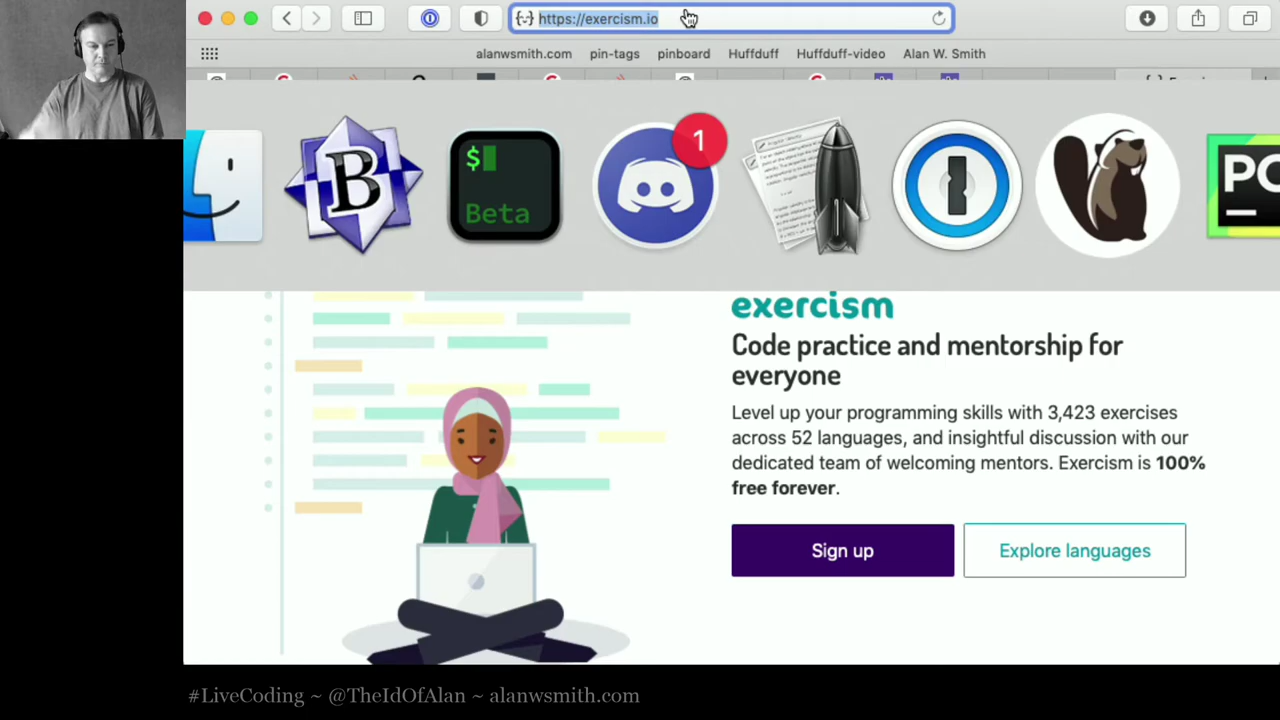 https://exercism.io
alanwsmith.com pin-tags pinboard Huffduff Huffduff-video Alan W. Smith
B
$
Beta
1
PC
exercism
Code practice and mentorship for
everyone
Level up your programming skills with 3,423 exercises
across 52 languages, and insightful discussion with our
dedicated team of welcoming mentors. Exercism is 100%
free forever.
Sign up Explore languages
#LiveCoding ~ @TheIdOfAlan ~ alanwsmith.com